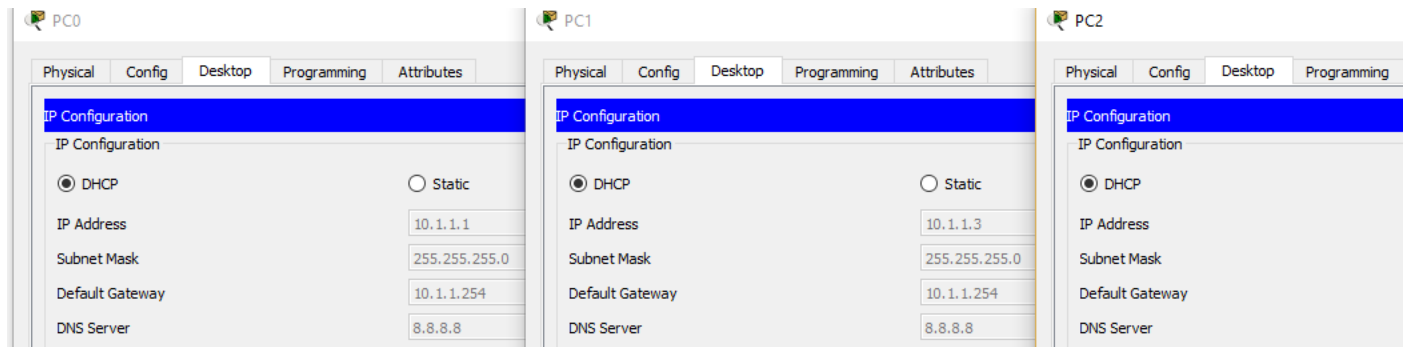 PC0
Physical Config Desktop Programming Attributes
IP Configuration
IP Configuration
DHCP Static
IP Address 10.1.1.1
Subnet Mask 255.255.255.0
Default Gateway 10.1.1.254
DNS Server 8.8.8.8
PC1
Physical Config Desktop Programming Attributes
IP Configuration
IP Configuration
DHCP Static
IP Address 10.1.1.3
Subnet Mask 255.255.255.0
Default Gateway 10.1.1.254
DNS Server 8.8.8.8
PC2
Physical Config Desktop Programming
IP Configuration
IP Configuration
DHCP
IP Address
Subnet Mask
Default Gateway
DNS Server